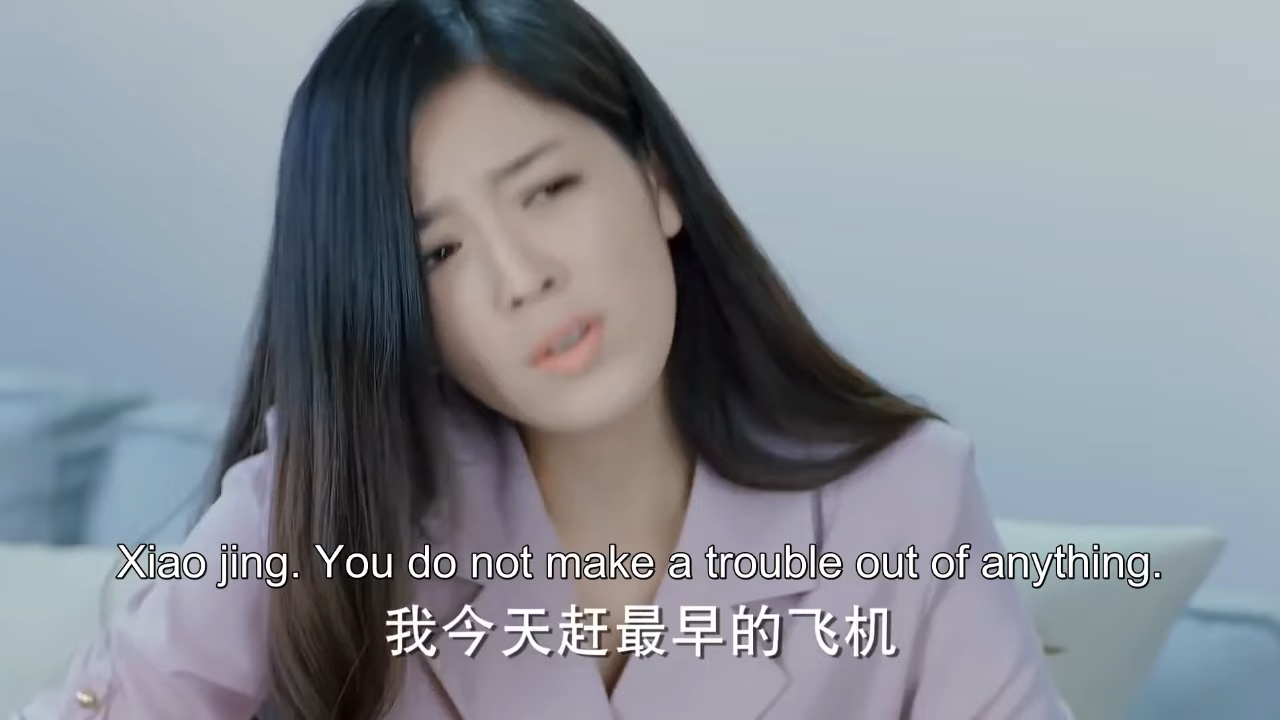 Xiao jing. You do not make a trouble out of anything.
我今天赶最早的飞机